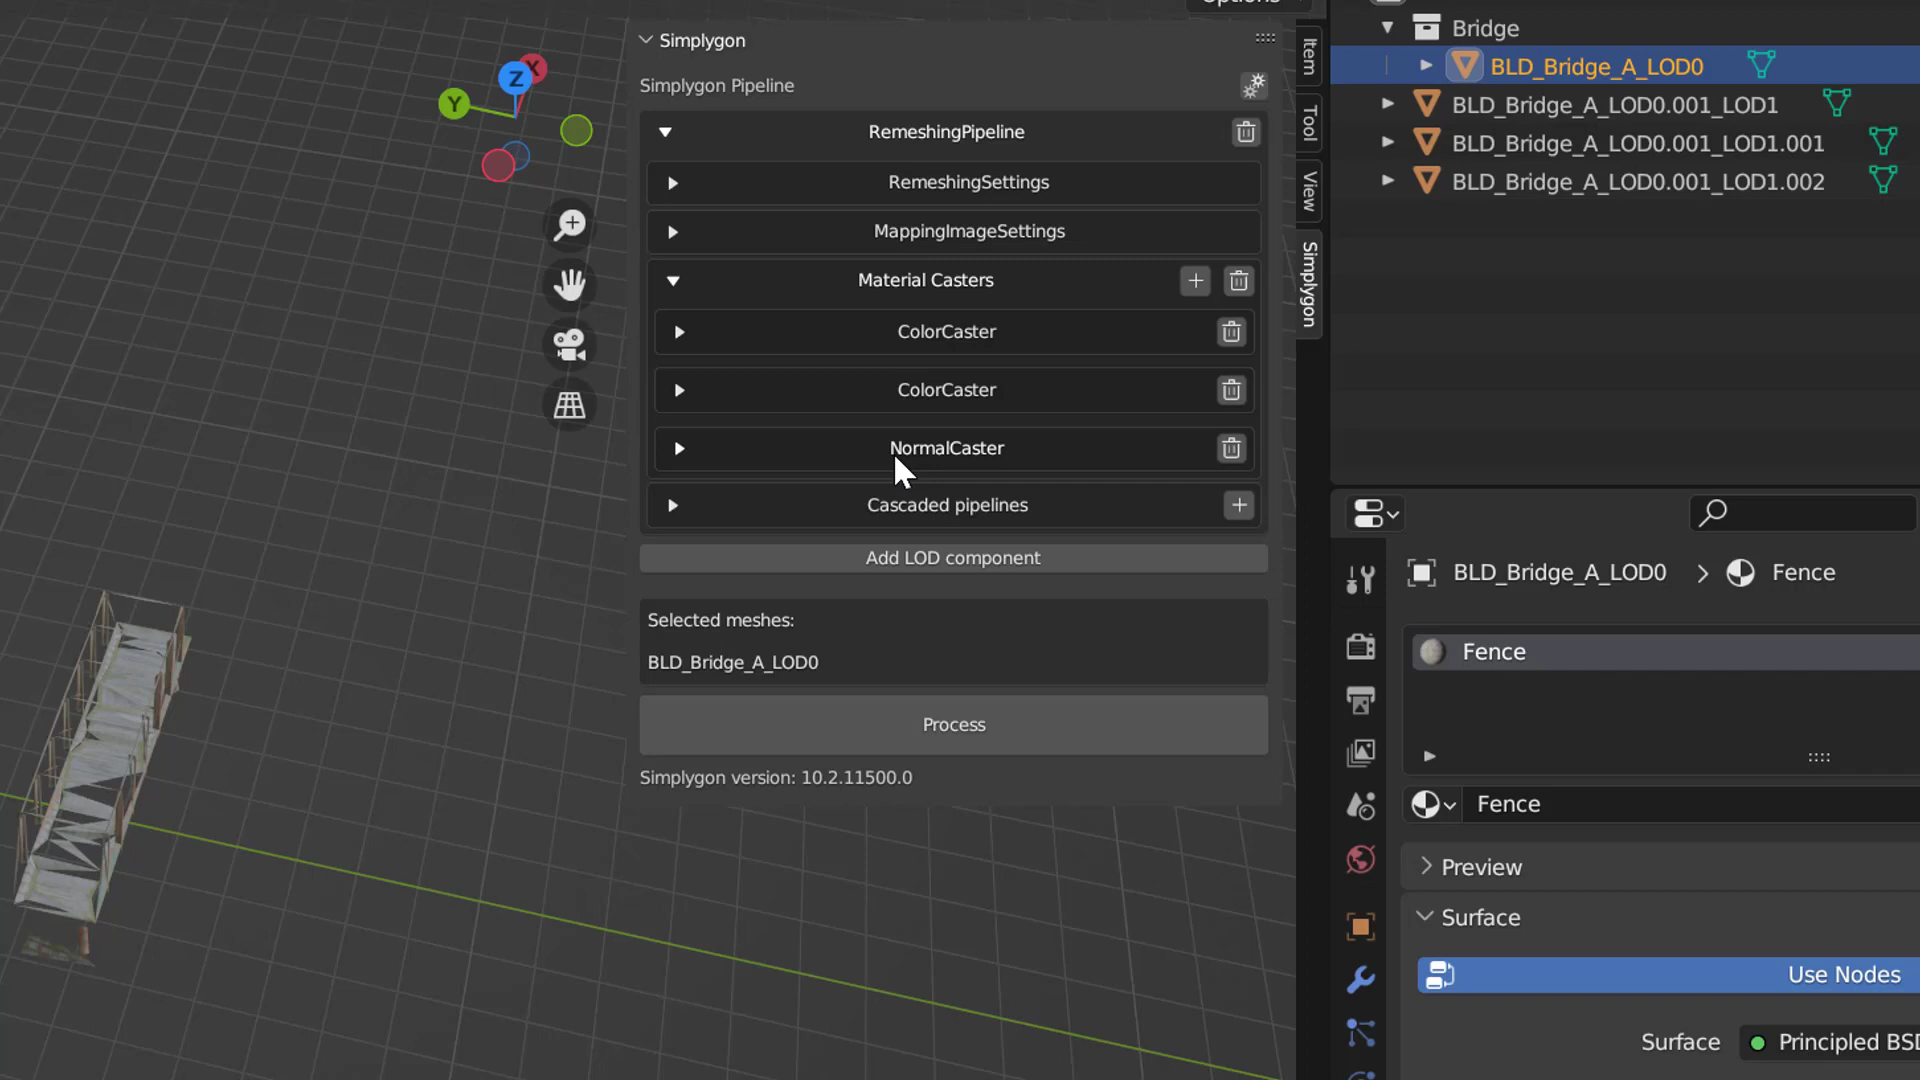 Options
Simplygon
Simplygon Pipeline
RemeshingPipeline
RemeshingSettings
MappingImageSettings
Material Casters
ColorCaster
ColorCaster
NormalCaster
Cascaded pipelines
Add LOD component
Selected meshes:
BLD_Bridge_A_LOD0
Process
Simplygon version: 10.2.11500.0
X
Y
Z
Item
Tool
View
Simplygon
Bridge
BLD_Bridge_A_LOD0
BLD_Bridge_A_LOD0.001_LOD1
BLD_Bridge_A_LOD0.001_LOD1.001
BLD_Bridge_A_LOD0.001_LOD1.002
BLD_Bridge_A_LOD0 > Fence
Fence
Fence
Preview
Surface
Use Nodes
Surface Principled BSD